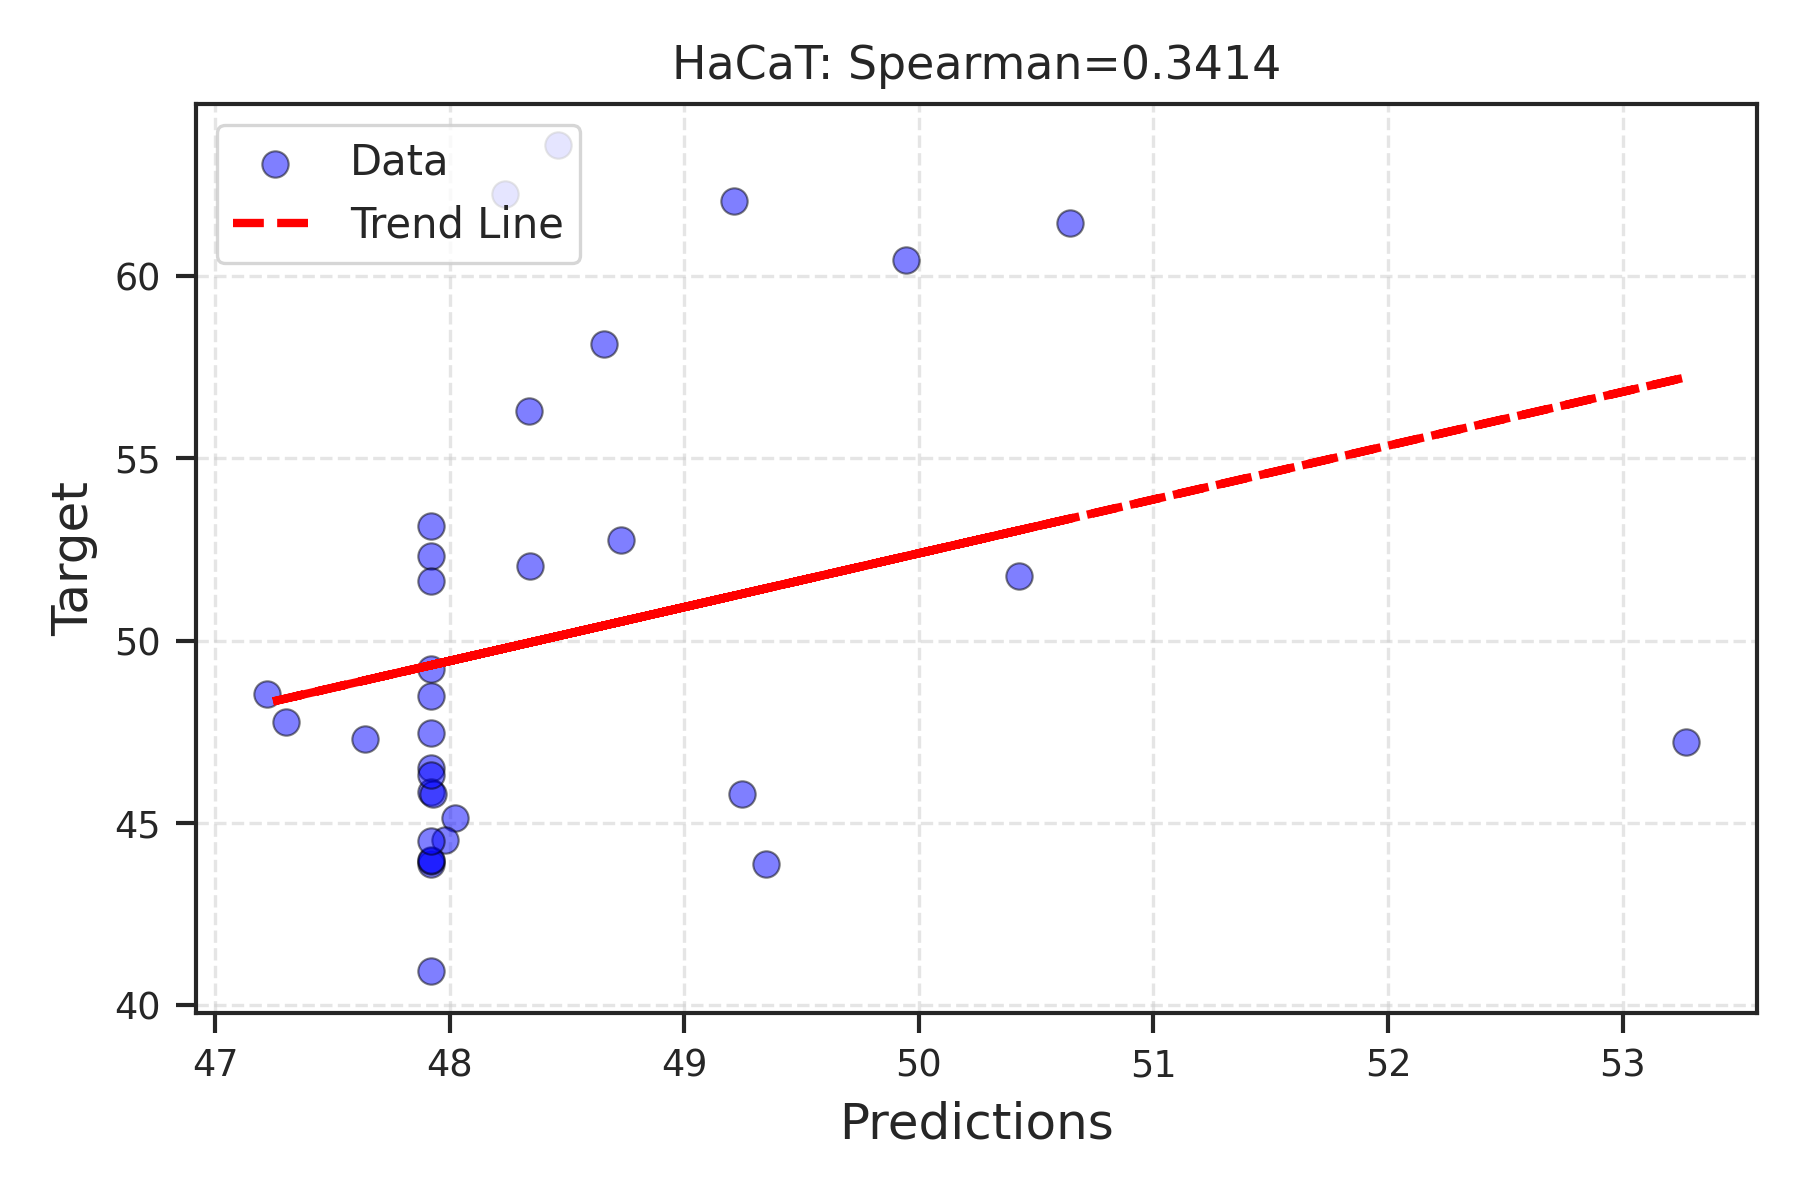 HaCaT: Spearman=0.3414
Data
Trend Line
60
55
50
45
40
Target
47 48 49 50 51 52 53
Predictions